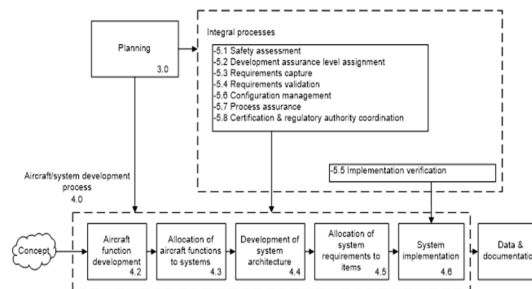 Planning
3.0
Integral processes
-5.1 Safety assessment
-5.2 Development assurance level assignment
-5.3 Requirements capture
-5.4 Requirements validation
-5.6 Configuration management
-5.7 Process assurance
-5.8 Certification & regulatory authority coordination
-5.5 Implementation verification
Aircraft/system development
process
4.0
Concept
Aircraft
function
development
4.2
Allocation of
aircraft functions
to systems
4.3
Development of
system
architecture
4.4
Allocation of
system
requirements to
items
4.5
System
implementation
4.6
Data &
documentation